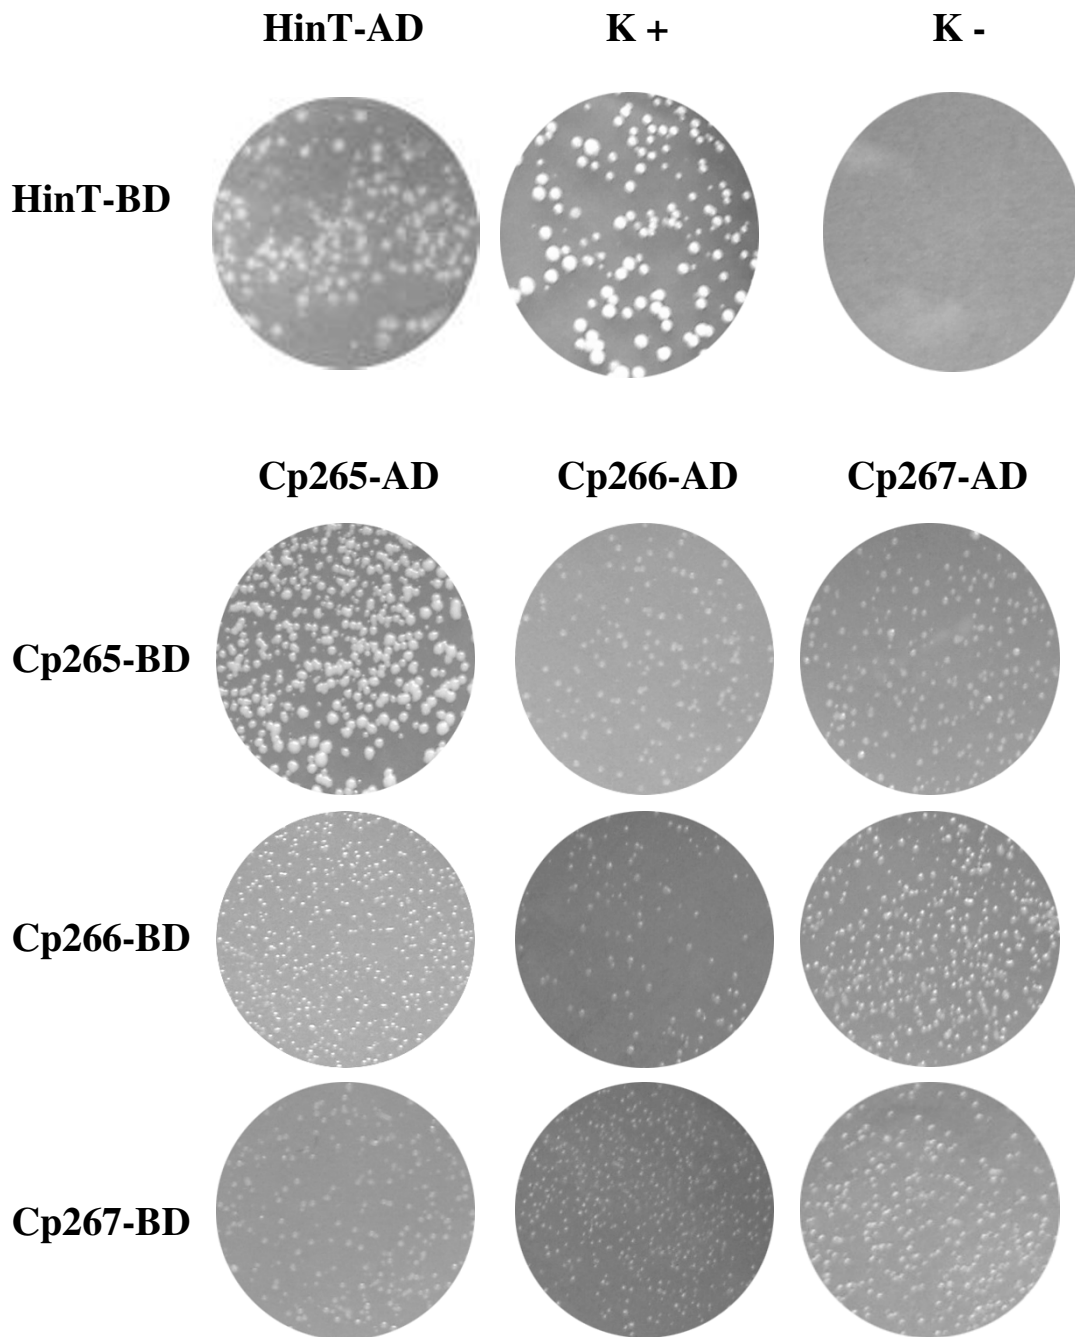 HinT-AD K + K -
HinT-BD
Cp265-AD Cp266-AD Cp267-AD
Cp265-BD
Cp266-BD
Cp267-BD